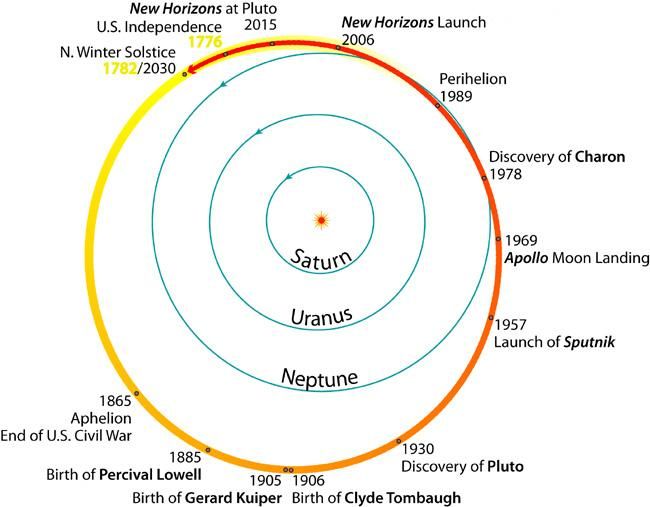 New Horizons at Pluto
2015
U.S. Independence
1776
N. Winter Solstice
1782/2030
New Horizons Launch
2006
Perihelion
1989
Discovery of Charon
1978
1969
Apollo Moon Landing
1957
Launch of Sputnik
Saturn
Uranus
Neptune
1865
Aphelion
End of U.S. Civil War
1885
Birth of Percival Lowell
1905
Birth of Gerard Kuiper
1906
Birth of Clyde Tombaugh
1930
Discovery of Pluto